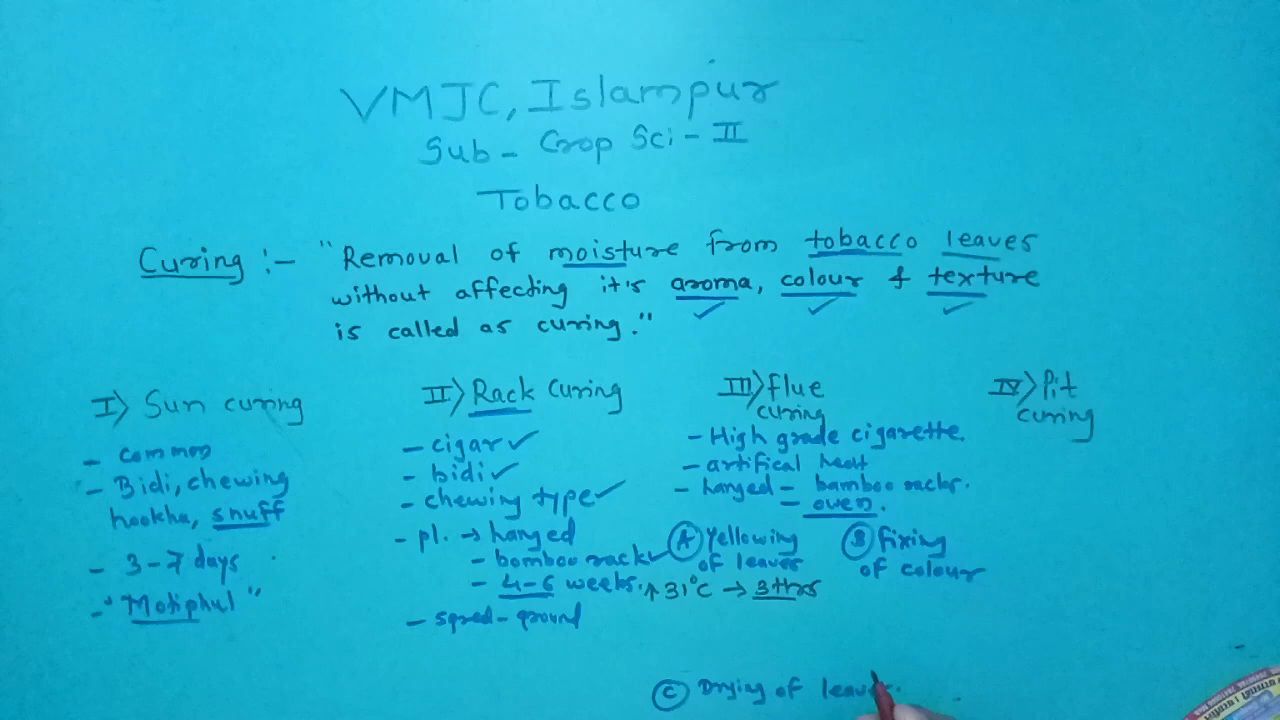 VMJC, Islampur
Sub - Crop Sci - II
Tobacco
Curing :- "Removal of moisture from tobacco leaves
without affecting it's aroma, colour & texture
is called as curing."
I) Sun curing
- common
- Bidi, chewing
hookha, snuff
- 3-7 days
- "Motiphul"
II) Rack curing
- cigar ✓
- bidi ✓
- chewing type ✓
- pl. → hanged
- bomboo rack ✓
- 4-6 weeks.
- spred - ground
III) flue
curing
- High grade cigarette.
- artifical heat
- hanged - bamboo racks.
- oven.
A Yellowing
of leaves
↑ 31°C → 3 Hrs
B fixing
of colour
C Drying of leaves.
IV) Pit
curing